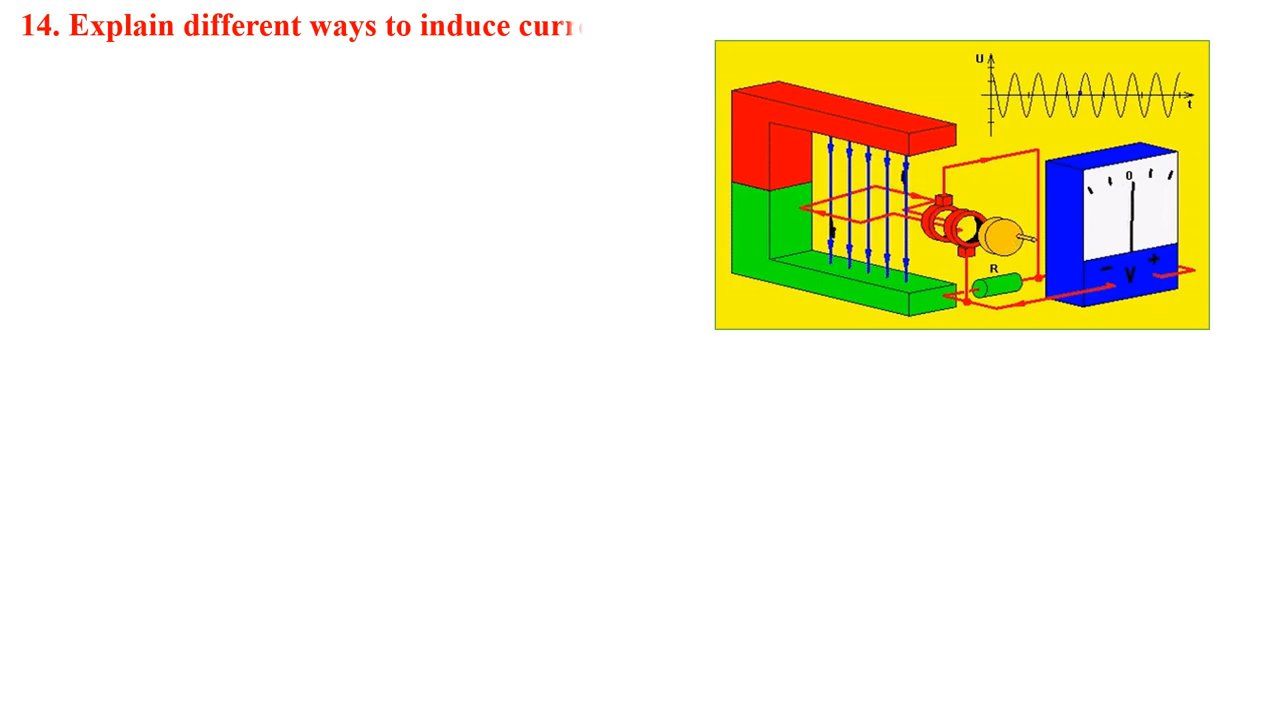 14. Explain different ways to induce curr
U
t
0
R
− V +